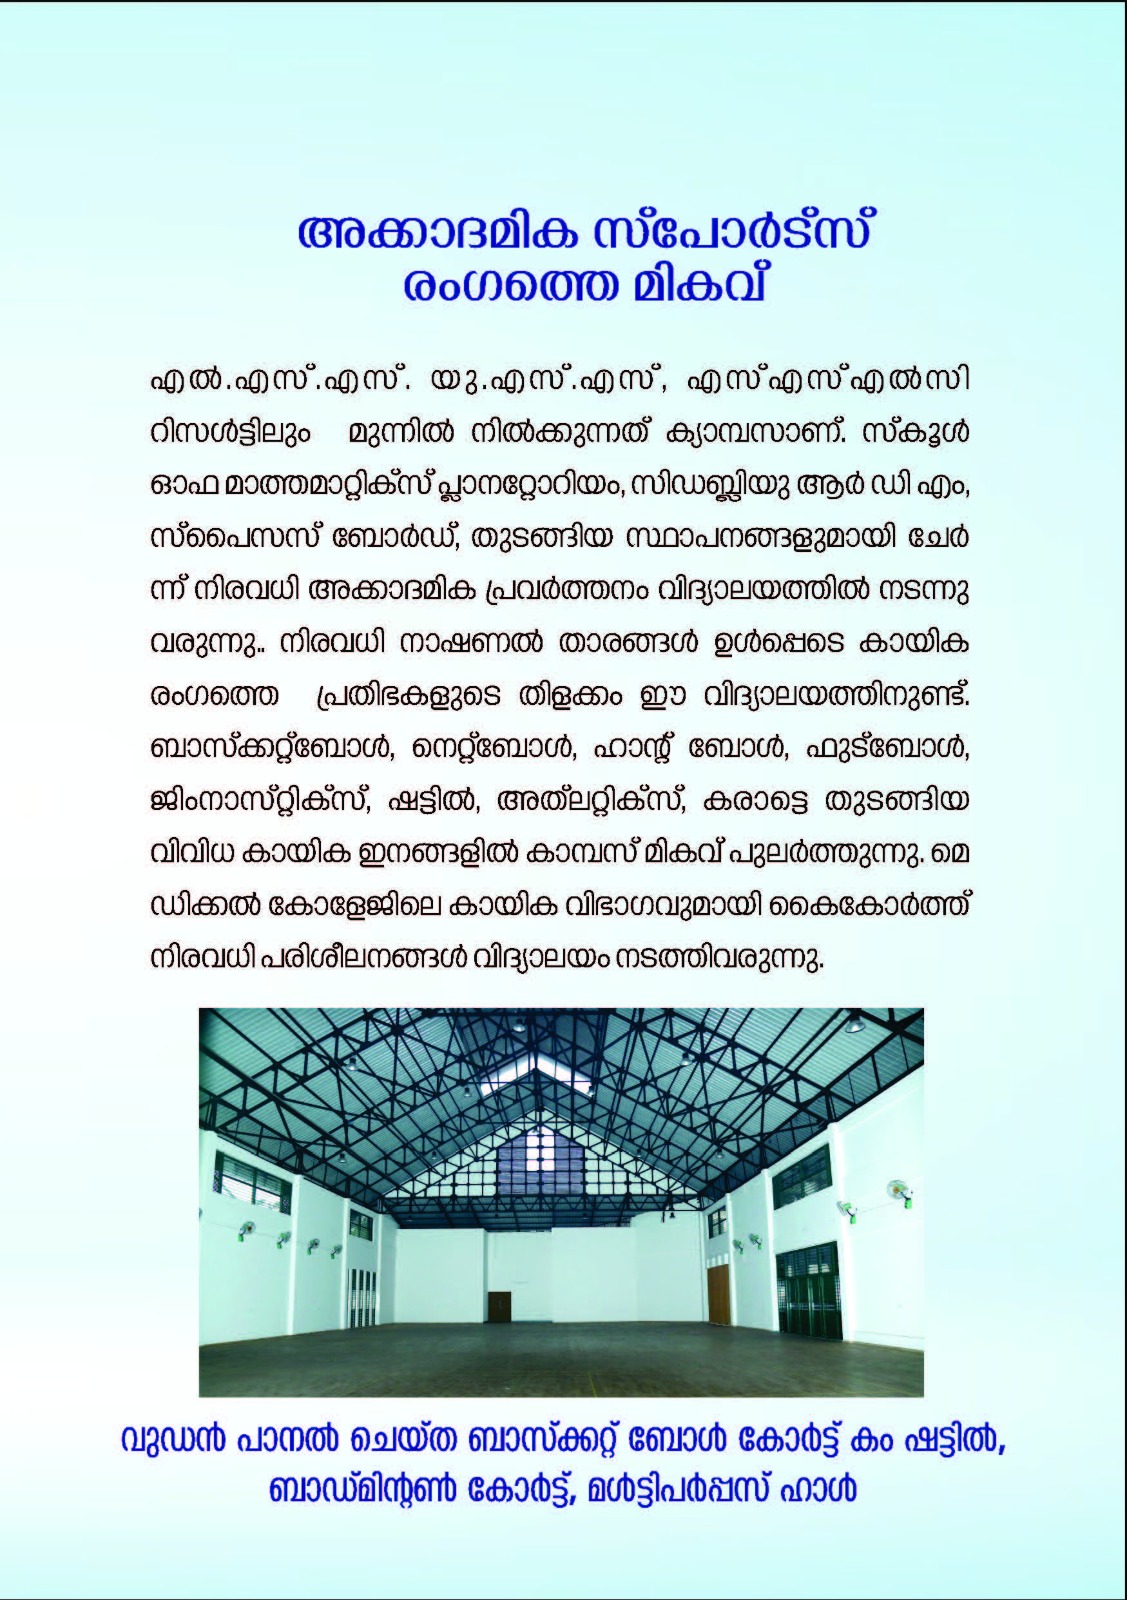 അക്കാദമിക സ്പോർട്സ്
രംഗത്തെ മികവ്
എൽ.എസ്.എസ്. യു.എസ്.എസ്, എസ്എസ്എൽസി
റിസൾട്ടിലും മുന്നിൽ നിൽക്കുന്നത് ക്യാമ്പസാണ്. സ്കൂൾ
ഓഫ മാത്തമാറ്റിക്സ് പ്ലാനറ്റോറിയം, സിഡബ്ലിയു ആർ ഡി എം,
സ്പൈസസ് ബോർഡ്, തുടങ്ങിയ സ്ഥാപനങ്ങളുമായി ചേർ
ന്ന് നിരവധി അക്കാദമിക പ്രവർത്തനം വിദ്യാലയത്തിൽ നടന്നു
വരുന്നു.. നിരവധി നാഷണൽ താരങ്ങൾ ഉൾപ്പെടെ കായിക
രംഗത്തെ പ്രതിഭകളുടെ തിളക്കം ഈ വിദ്യാലയത്തിനുണ്ട്.
ബാസ്ക്കറ്റ്ബോൾ, നെറ്റ്ബോൾ, ഹാന്റ് ബോൾ, ഫുട്ബോൾ,
ജിംനാസ്റ്റിക്സ്, ഷട്ടിൽ, അത്‌ലറ്റിക്സ്, കരാട്ടെ തുടങ്ങിയ
വിവിധ കായിക ഇനങ്ങളിൽ കാമ്പസ് മികവ് പുലർത്തുന്നു. മെ
ഡിക്കൽ കോളേജിലെ കായിക വിഭാഗവുമായി കൈകോർത്ത്
നിരവധി പരിശീലനങ്ങൾ വിദ്യാലയം നടത്തിവരുന്നു.
വുഡൻ പാനൽ ചെയ്ത ബാസ്ക്കറ്റ് ബോൾ കോർട്ട് കം ഷട്ടിൽ,
ബാഡ്മിന്റൺ കോർട്ട്, മൾട്ടിപർപ്പസ് ഹാൾ